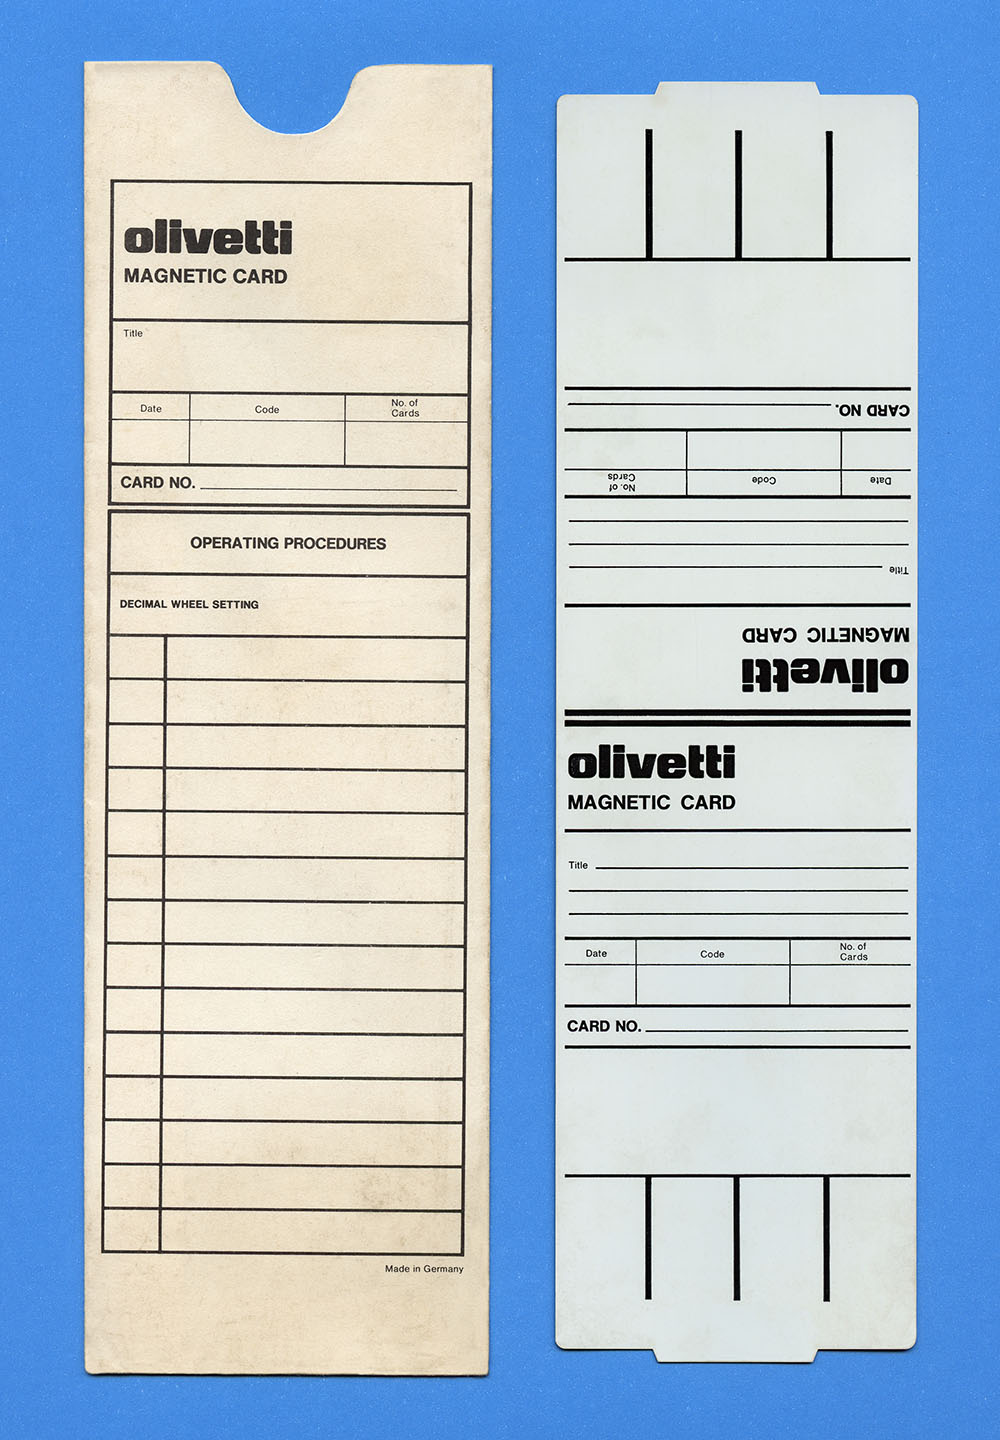 olivetti
MAGNETIC CARD
Title
Date
Code
No. of
Cards
CARD NO.
OPERATING PROCEDURES
DECIMAL WHEEL SETTING
Made in Germany
olivetti
MAGNETIC CARD
Title
Date
Code
No. of
Cards
CARD NO.
olivetti
MAGNETIC CARD
Title
Date
Code
No. of
Cards
CARD NO.